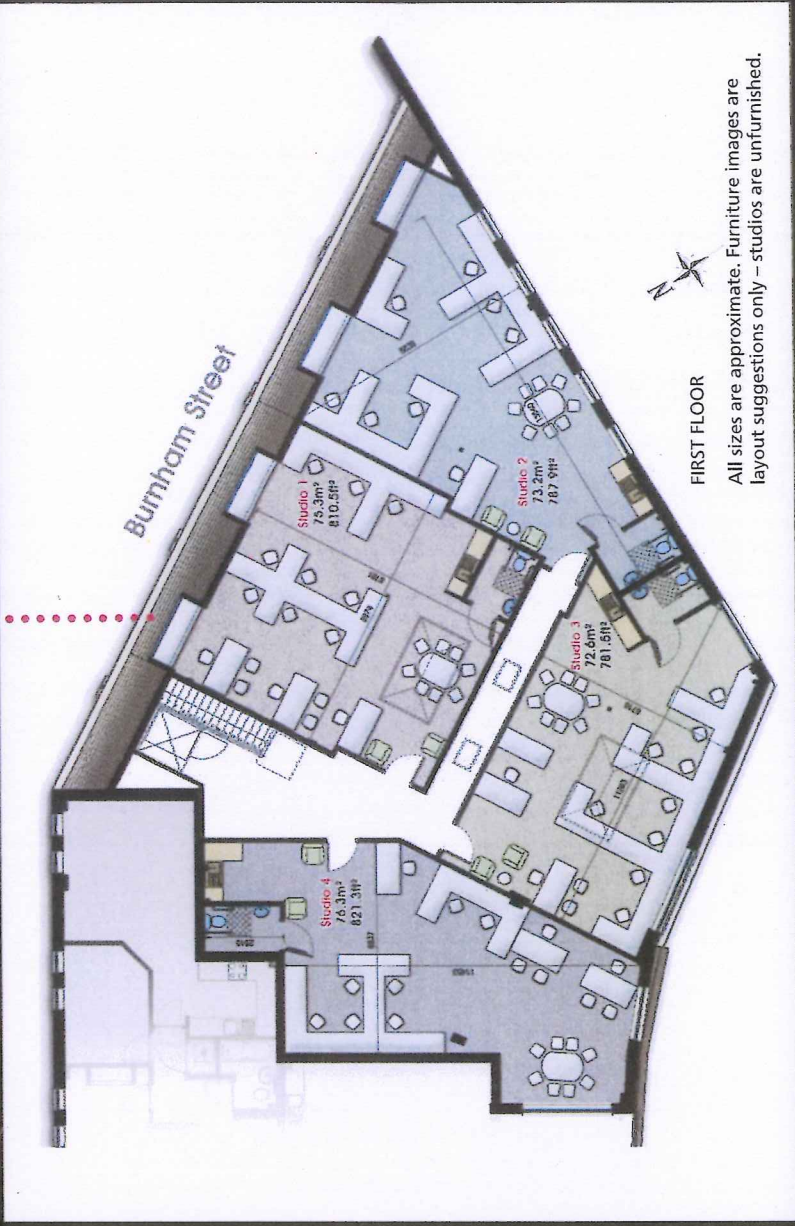 Burnham Street
Studio 1
75.3m²
810.5ft²
Studio 2
73.2m²
787.9ft²
Studio 3
72.6m²
781.5ft²
Studio 4
76.3m²
821.3ft²
2510
N
FIRST FLOOR
All sizes are approximate. Furniture images are
layout suggestions only – studios are unfurnished.